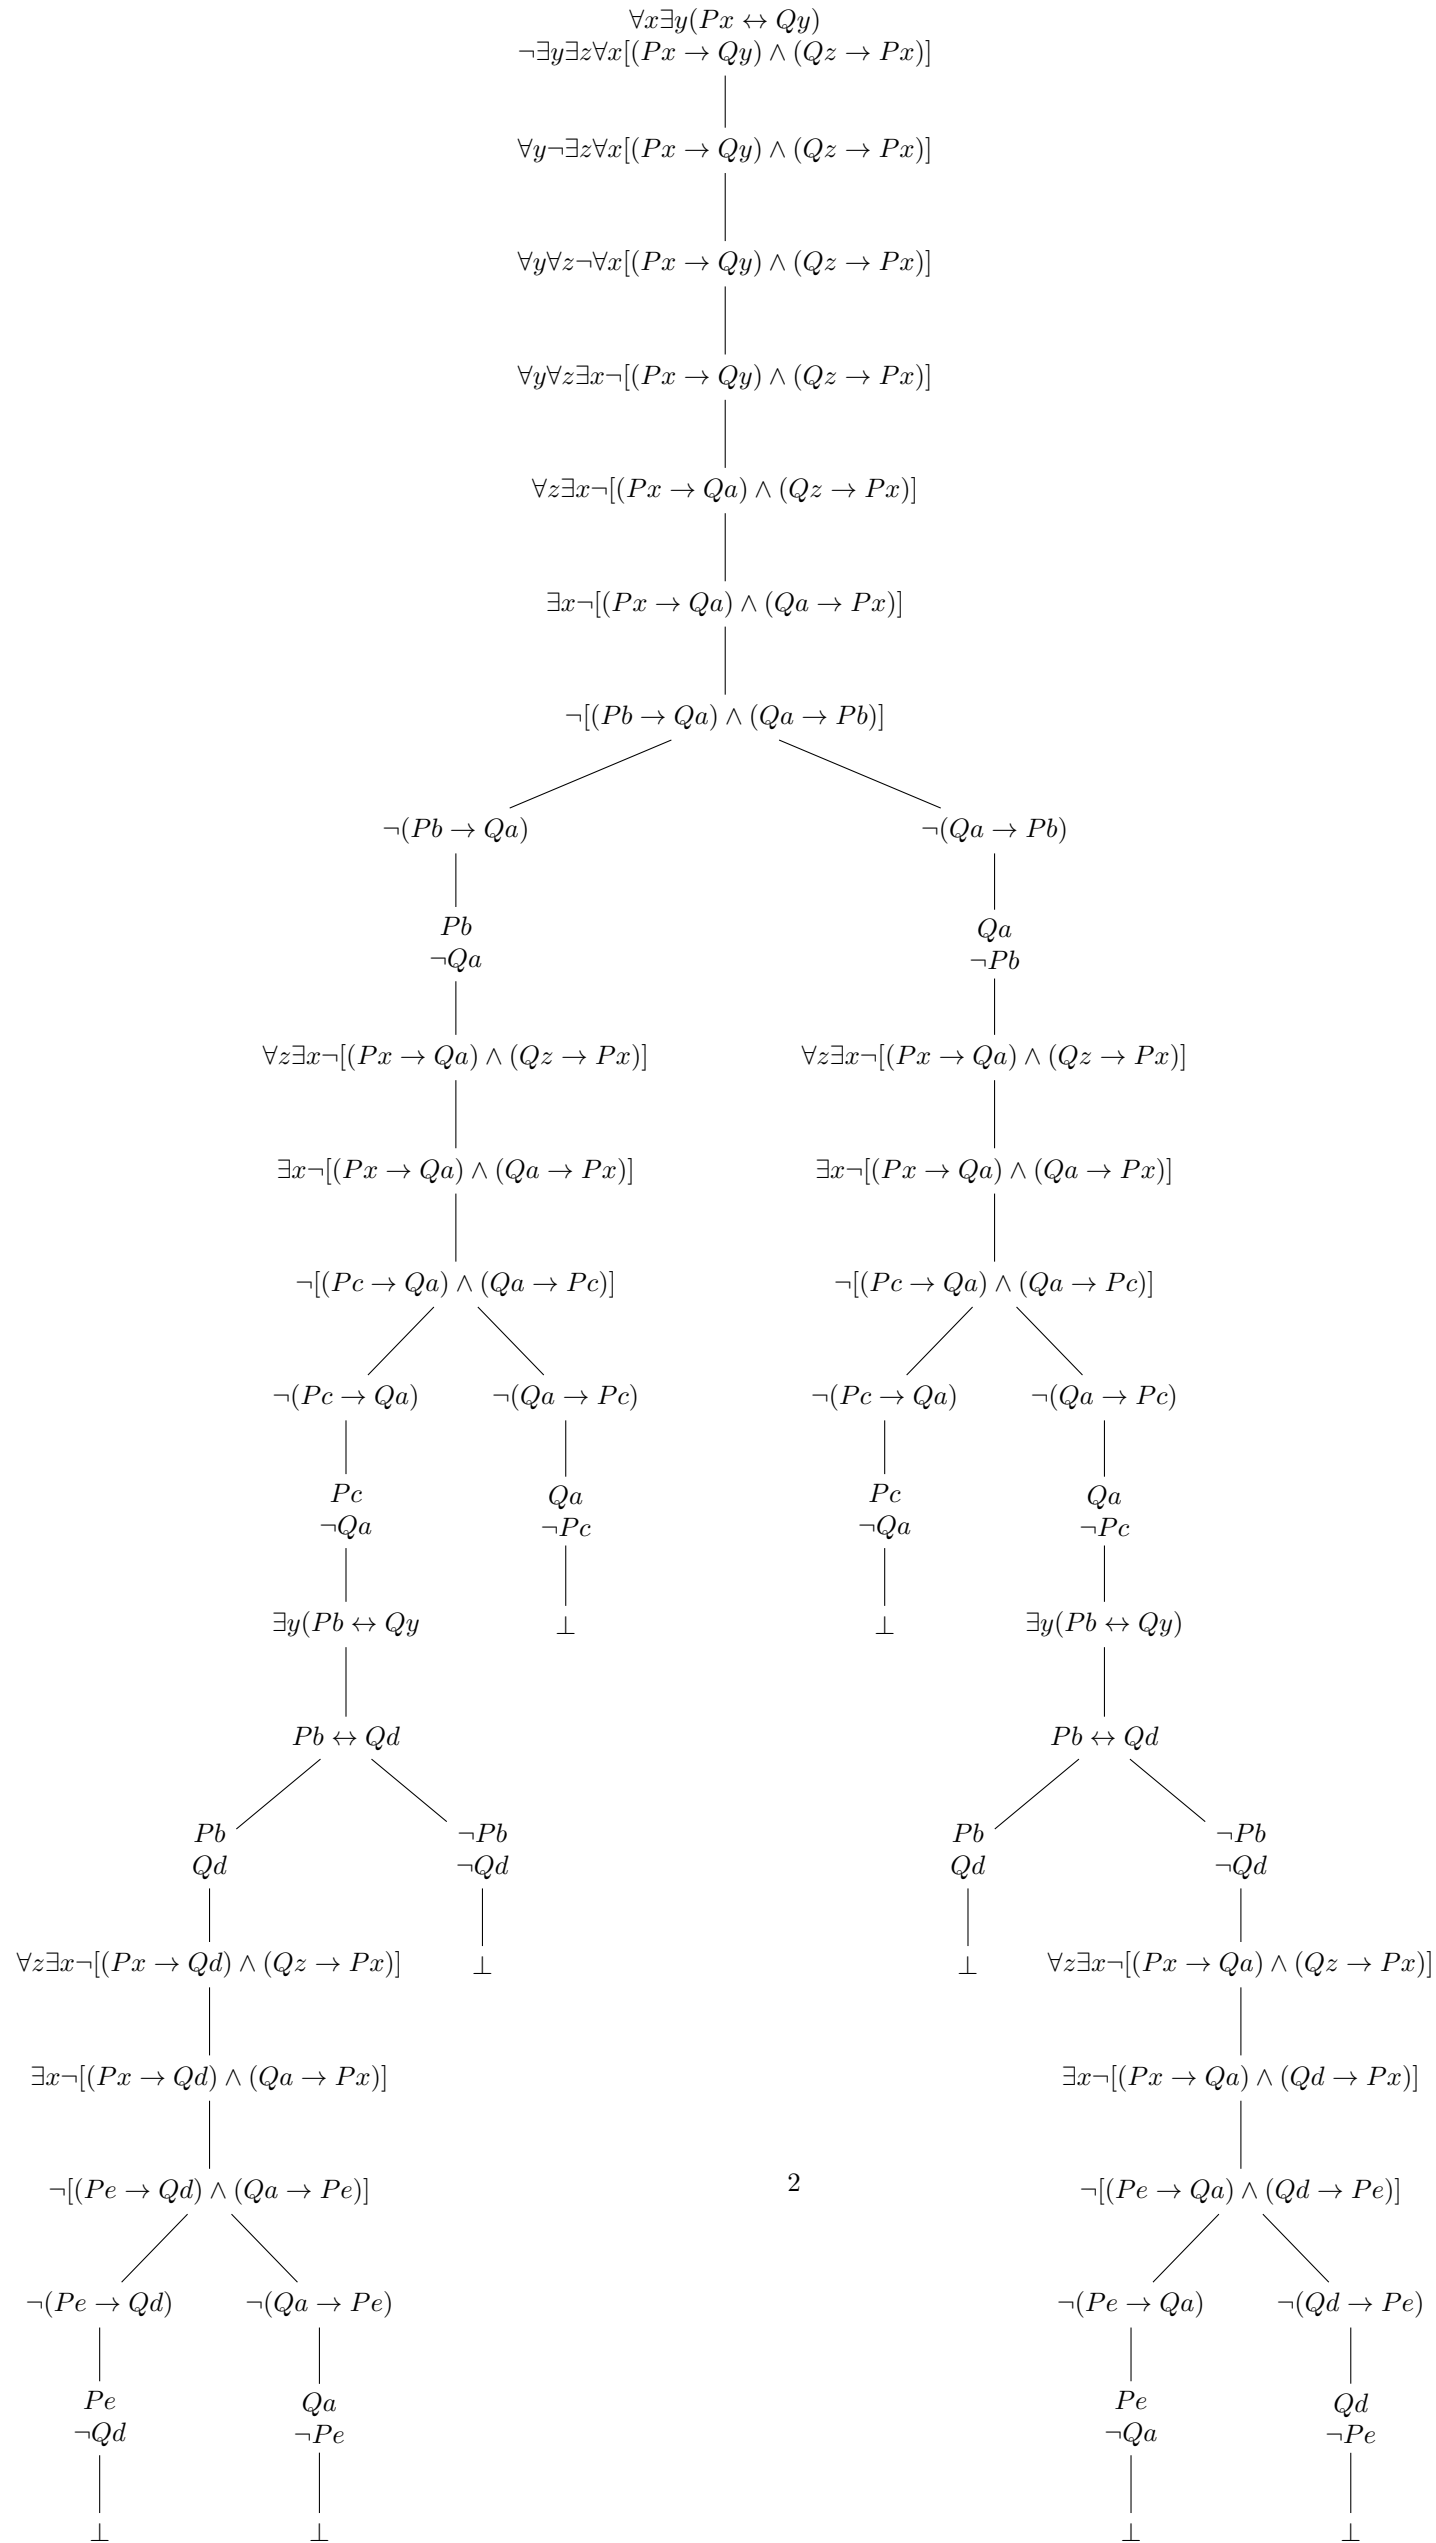 ∀x∃y(Px ↔ Qy)
¬∃y∃z∀x[(Px → Qy) ∧ (Qz → Px)]
∀y¬∃z∀x[(Px → Qy) ∧ (Qz → Px)]
∀y∀z¬∀x[(Px → Qy) ∧ (Qz → Px)]
∀y∀z∃x¬[(Px → Qy) ∧ (Qz → Px)]
∀z∃x¬[(Px → Qa) ∧ (Qz → Px)]
∃x¬[(Px → Qa) ∧ (Qa → Px)]
¬[(Pb → Qa) ∧ (Qa → Pb)]
¬(Pb → Qa) ¬(Qa → Pb)
Pb Qa
¬Qa ¬Pb
∀z∃x¬[(Px → Qa) ∧ (Qz → Px)] ∀z∃x¬[(Px → Qa) ∧ (Qz → Px)]
∃x¬[(Px → Qa) ∧ (Qa → Px)] ∃x¬[(Px → Qa) ∧ (Qa → Px)]
¬[(Pc → Qa) ∧ (Qa → Pc)] ¬[(Pc → Qa) ∧ (Qa → Pc)]
¬(Pc → Qa) ¬(Qa → Pc) ¬(Pc → Qa) ¬(Qa → Pc)
Pc Qa Pc Qa
¬Qa ¬Pc ¬Qa ¬Pc
∃y(Pb ↔ Qy ⊥ ⊥ ∃y(Pb ↔ Qy)
Pb ↔ Qd Pb ↔ Qd
Pb ¬Pb Pb ¬Pb
Qd ¬Qd Qd ¬Qd
∀z∃x¬[(Px → Qd) ∧ (Qz → Px)] ⊥ ⊥ ∀z∃x¬[(Px → Qa) ∧ (Qz → Px)]
∃x¬[(Px → Qd) ∧ (Qa → Px)] ∃x¬[(Px → Qa) ∧ (Qd → Px)]
¬[(Pe → Qd) ∧ (Qa → Pe)] 2 ¬[(Pe → Qa) ∧ (Qd → Pe)]
¬(Pe → Qd) ¬(Qa → Pe) ¬(Pe → Qa) ¬(Qd → Pe)
Pe Qa Pe Qd
¬Qd ¬Pe ¬Qa ¬Pe
⊥ ⊥ ⊥ ⊥